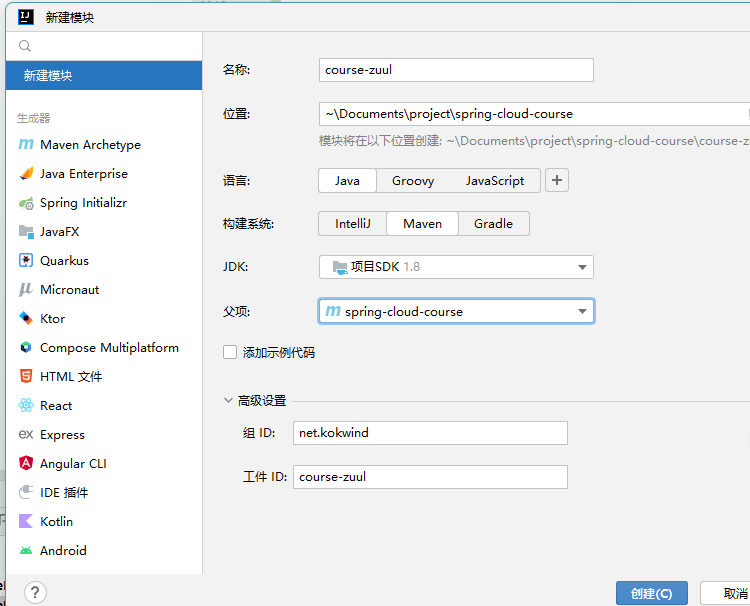 新建模块
新建模块
生成器
Maven Archetype
Java Enterprise
Spring Initializr
JavaFX
Quarkus
Micronaut
Ktor
Compose Multiplatform
HTML 文件
React
Express
Angular CLI
IDE 插件
Kotlin
Android
名称: course-zuul
位置: ~\Documents\project\spring-cloud-course
模块将在以下位置创建: ~\Documents\project\spring-cloud-course\course-z
语言: Java Groovy JavaScript +
构建系统: IntelliJ Maven Gradle
JDK: 项目SDK 1.8
父项: spring-cloud-course
添加示例代码
高级设置
组 ID: net.kokwind
工件 ID: course-zuul
? 创建(C) 取消